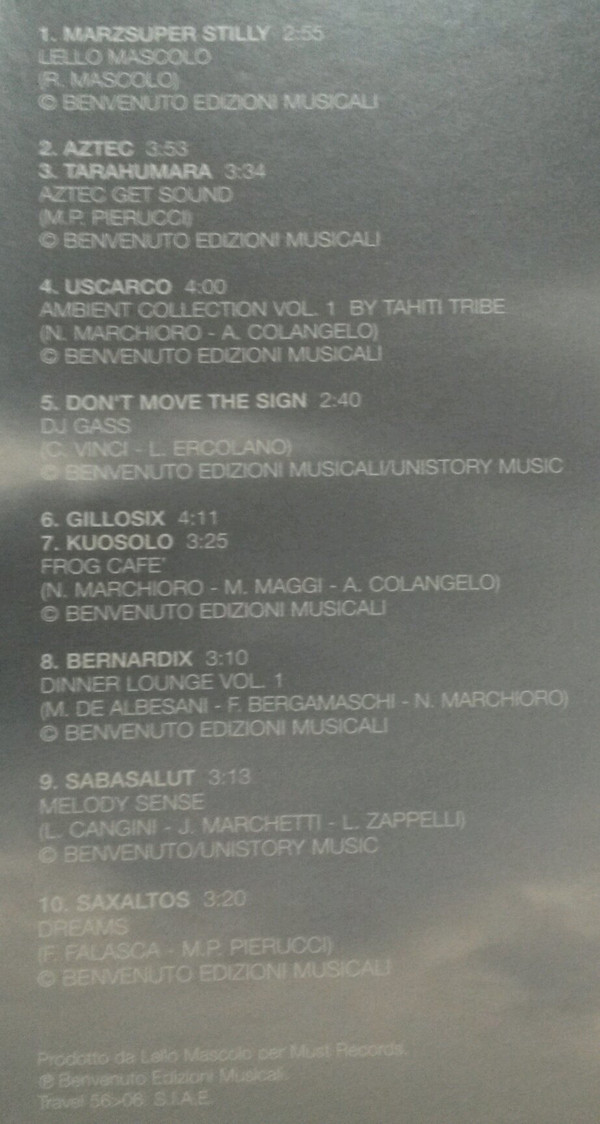 1. MARZSUPER STILLY 2:55
LELLO MASCOLO
(R. MASCOLO)
© BENVENUTO EDIZIONI MUSICALI
2. AZTEC 3:53
3. TARAHUMARA 3:34
AZTEC GET SOUND
(M.P. PIERUCCI)
© BENVENUTO EDIZIONI MUSICALI
4. USCARCO 4:00
AMBIENT COLLECTION VOL. 1 BY TAHITI TRIBE
(N. MARCHIORO - A. COLANGELO)
© BENVENUTO EDIZIONI MUSICALI
5. DON'T MOVE THE SIGN 2:40
DJ GASS
(C. VINCI - L. ERCOLANO)
© BENVENUTO EDIZIONI MUSICALI/UNISTORY MUSIC
6. GILLOSIX 4:11
7. KUOSOLO 3:25
FROG CAFE'
(N. MARCHIORO - M. MAGGI - A. COLANGELO)
© BENVENUTO EDIZIONI MUSICALI
8. BERNARDIX 3:10
DINNER LOUNGE VOL. 1
(M. DE ALBESANI - F. BERGAMASCHI - N. MARCHIORO)
© BENVENUTO EDIZIONI MUSICALI
9. SABASALUT 3:13
MELODY SENSE
(L. CANGINI - J. MARCHETTI - L. ZAPPELLI)
© BENVENUTO/UNISTORY MUSIC
10. SAXALTOS 3:20
DREAMS
(F. FALASCA - M.P. PIERUCCI)
© BENVENUTO EDIZIONI MUSICALI
Prodotto da Lello Mascolo per Must Records.
℗ Benvenuto Edizioni Musicali.
Travel 56>06 S.I.A.E.